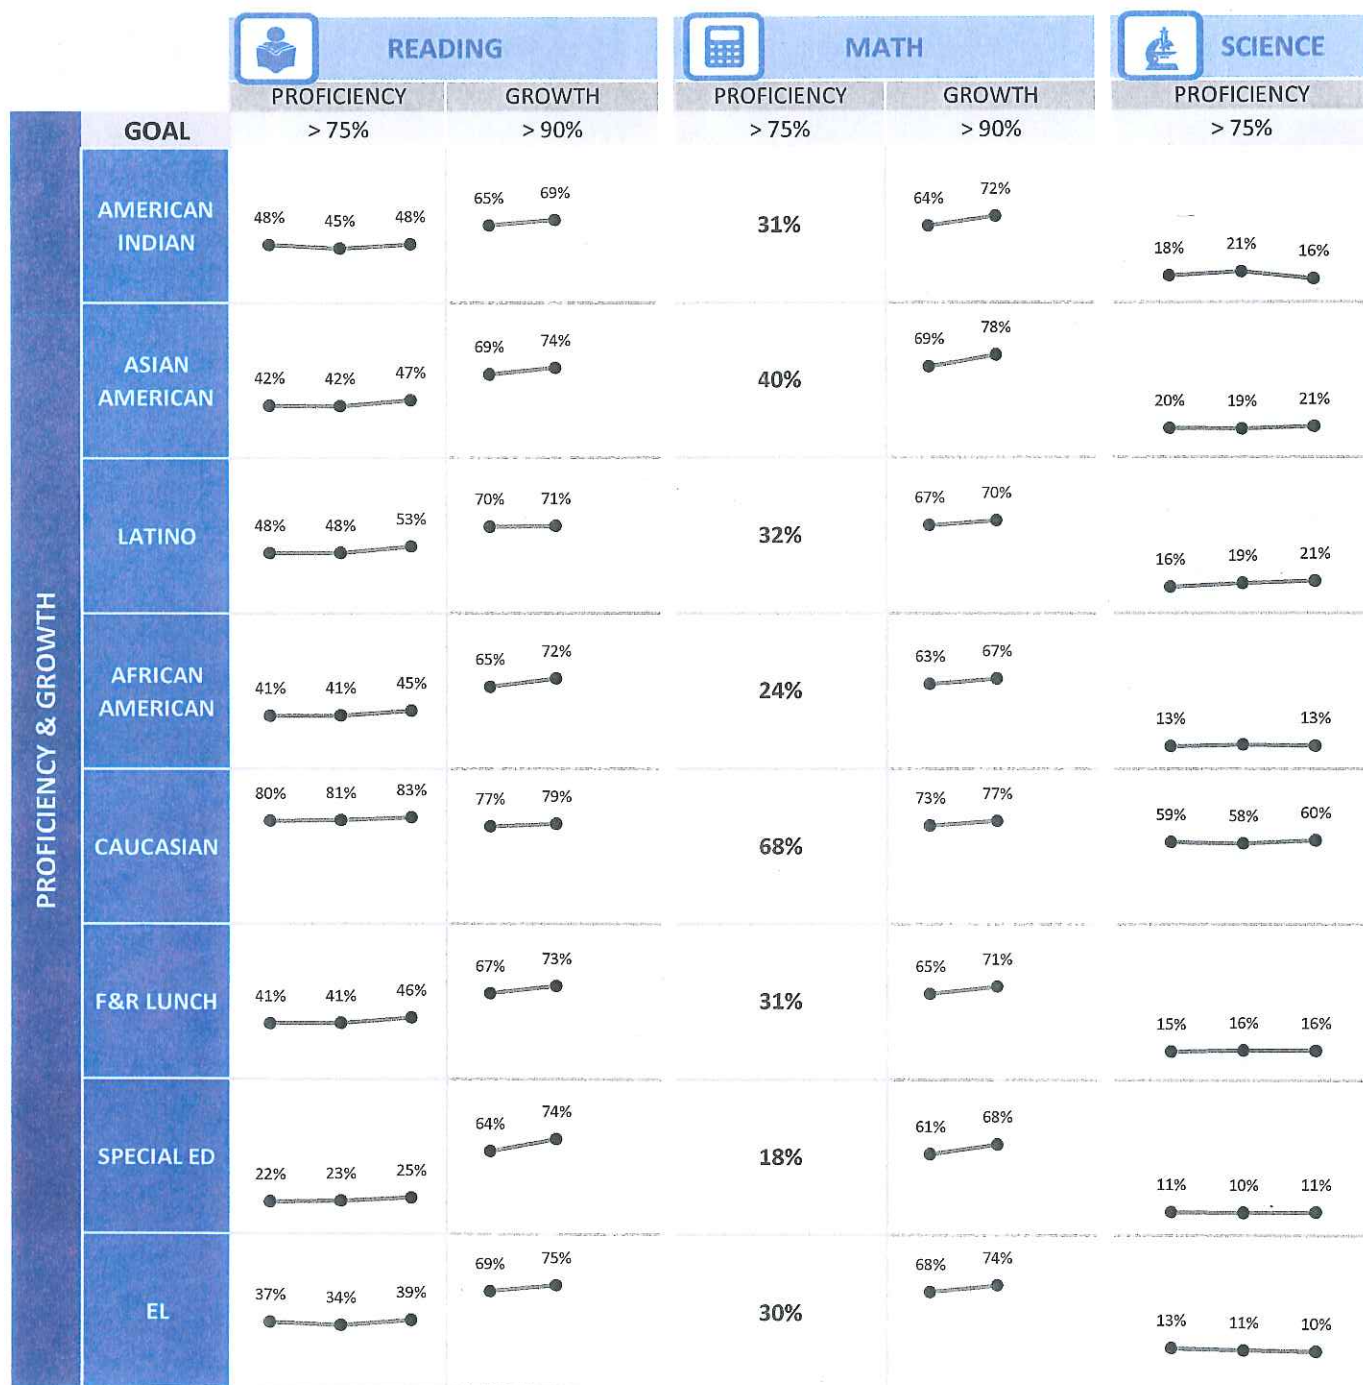 READING MATH SCIENCE
PROFICIENCY GROWTH PROFICIENCY GROWTH PROFICIENCY
GOAL > 75% > 90% > 75% > 90% > 75%
PROFICIENCY & GROWTH
AMERICAN
INDIAN
48% 45% 48% 65% 69% 31% 64% 72% 18% 21% 16%
ASIAN
AMERICAN
42% 42% 47% 69% 74% 40% 69% 78% 20% 19% 21%
LATINO
48% 48% 53% 70% 71% 32% 67% 70% 16% 19% 21%
AFRICAN
AMERICAN
41% 41% 45% 65% 72% 24% 63% 67% 13% 13%
CAUCASIAN
80% 81% 83% 77% 79% 68% 73% 77% 59% 58% 60%
F&R LUNCH
41% 41% 46% 67% 73% 31% 65% 71% 15% 16% 16%
SPECIAL ED
22% 23% 25% 64% 74% 18% 61% 68% 11% 10% 11%
EL
37% 34% 39% 69% 75% 30% 68% 74% 13% 11% 10%